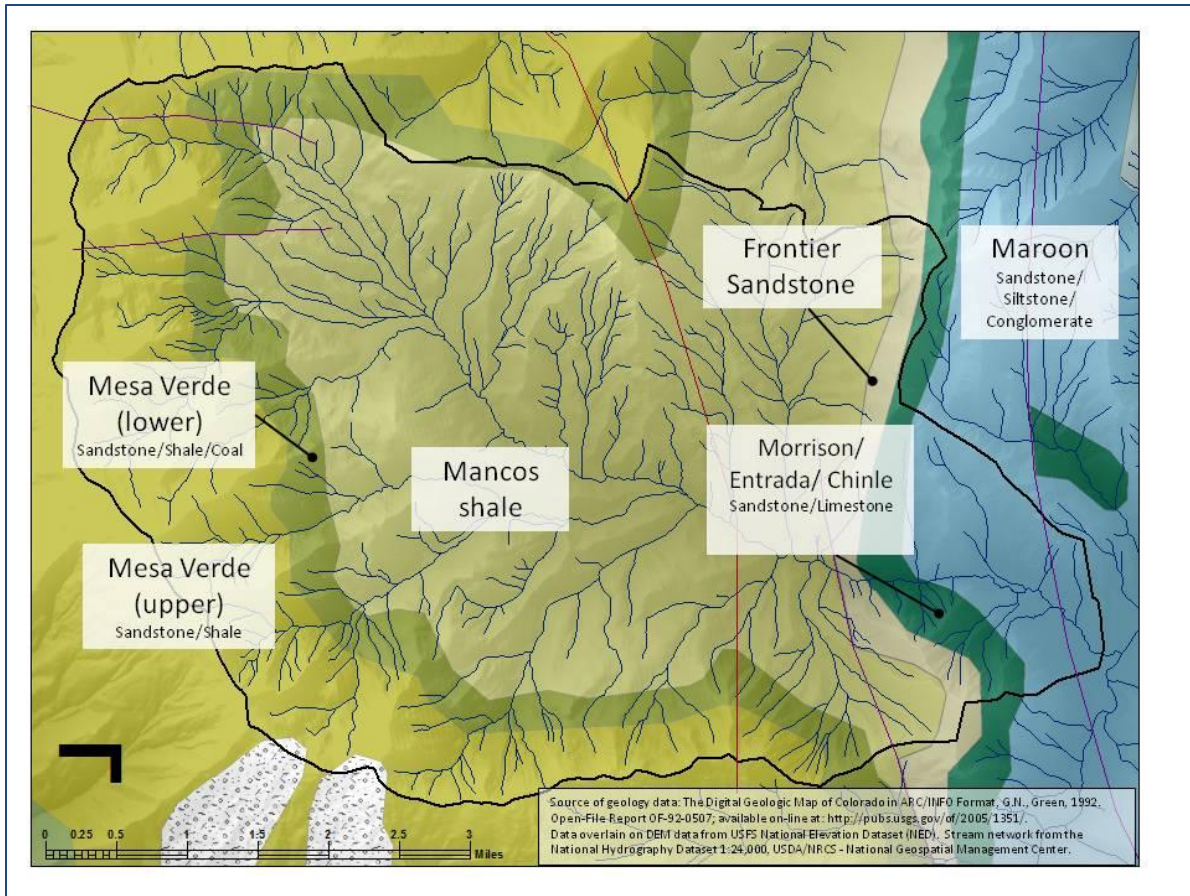 Frontier
Sandstone
Maroon
Sandstone/
Siltstone/
Conglomerate
Mesa Verde
(lower)
Sandstone/Shale/Coal
Mancos
shale
Morrison/
Entrada/ Chinle
Sandstone/Limestone
Mesa Verde
(upper)
Sandstone/Shale
0 0.25 0.5 1 1.5 2 2.5 3
Miles
Source of geology data: The Digital Geologic Map of Colorado in ARC/INFO Format, G.N., Green, 1992.
Open-File Report OF-92-0507; available on-line at: http://pubs.usgs.gov/of/2005/1351/.
Data overlain on DEM data from USFS National Elevation Dataset (NED). Stream network from the
National Hydrography Dataset 1:24,000, USDA/NRCS - National Geospatial Management Center.